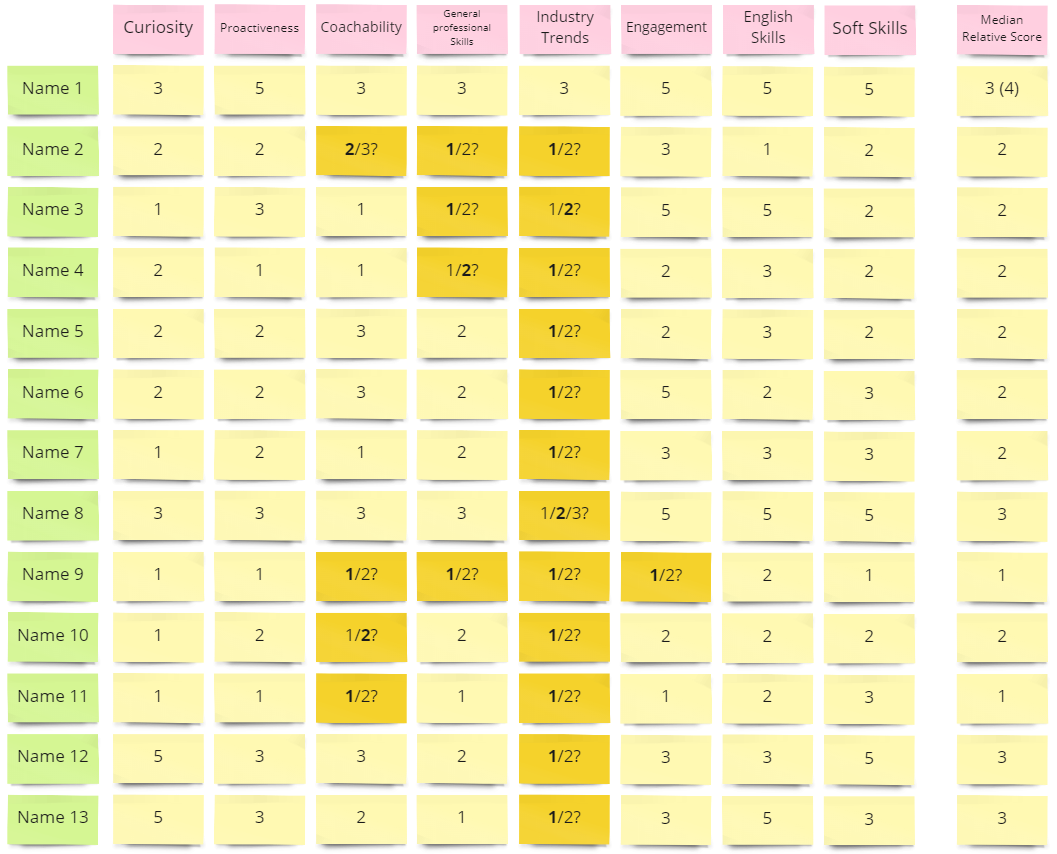 Curiosity Proactiveness Coachability General professional Skills Industry Trends Engagement English Skills Soft Skills Median Relative Score
Name 1 3 5 3 3 3 5 5 5 3 (4)
Name 2 2 2 2/3? 1/2? 1/2? 3 1 2 2
Name 3 1 3 1 1/2? 1/2? 5 5 2 2
Name 4 2 1 1 1/2? 1/2? 2 3 2 2
Name 5 2 2 3 2 1/2? 2 3 2 2
Name 6 2 2 3 2 1/2? 5 2 3 2
Name 7 1 2 1 2 1/2? 3 3 3 2
Name 8 3 3 3 3 1/2/3? 5 5 5 3
Name 9 1 1 1/2? 1/2? 1/2? 1/2? 2 1 1
Name 10 1 2 1/2? 2 1/2? 2 2 2 2
Name 11 1 1 1/2? 1 1/2? 1 2 3 1
Name 12 5 3 3 2 1/2? 3 3 5 3
Name 13 5 3 2 1 1/2? 3 5 3 3